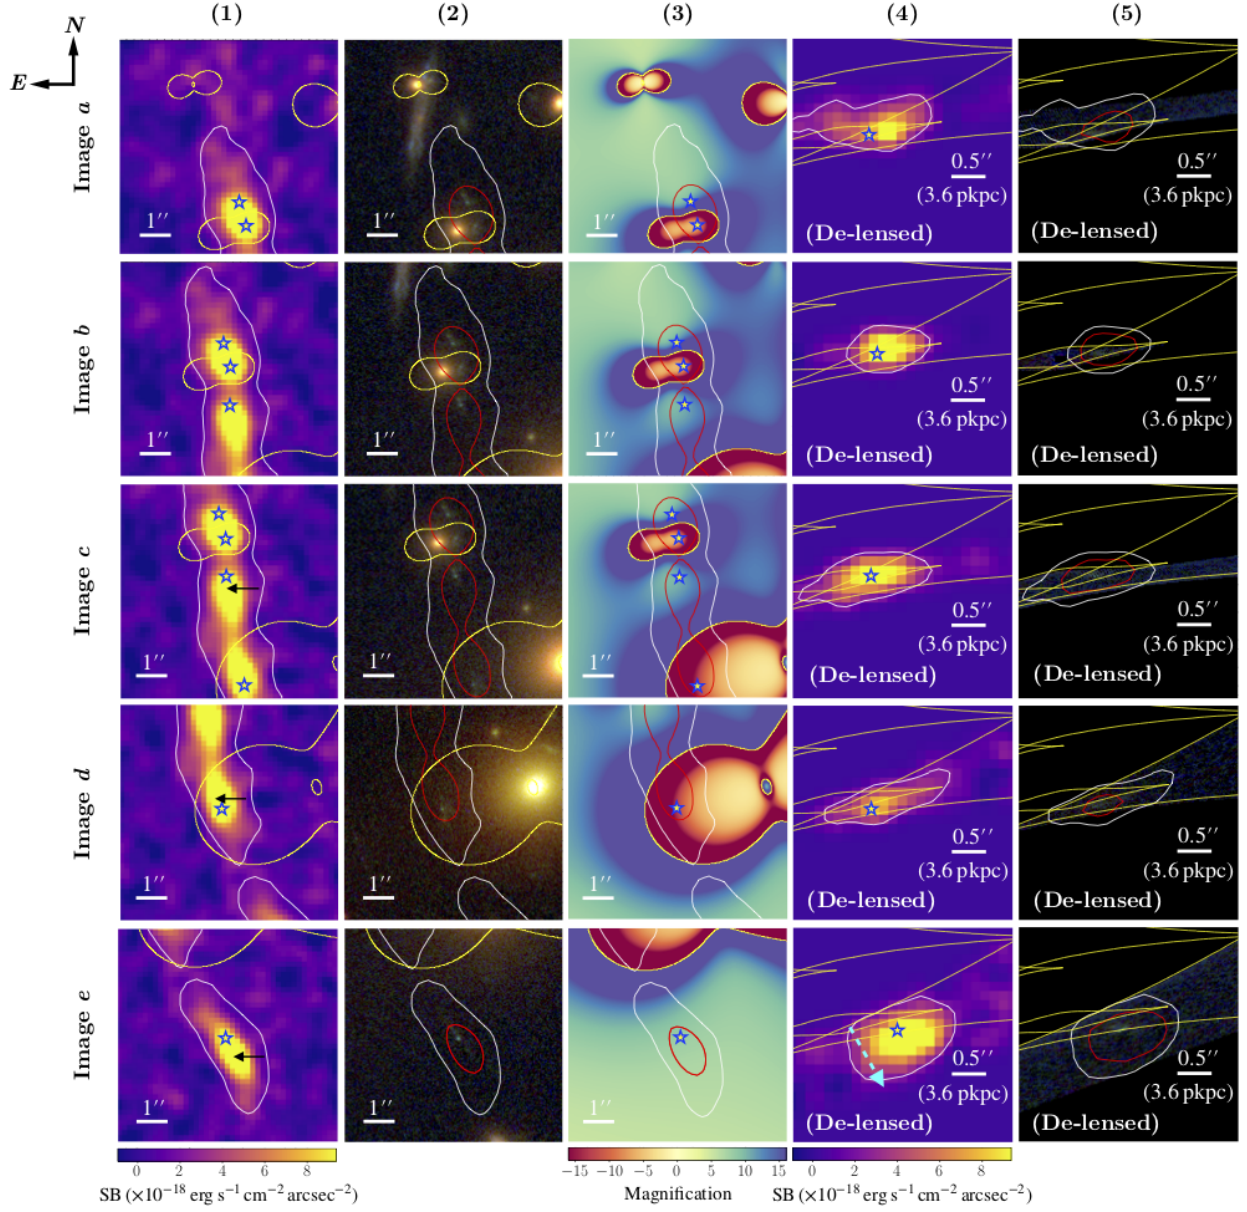 (1) (2) (3) (4) (5)
N
E
Image a
1′′ 1′′ 1′′ 0.5′′ 0.5′′
(3.6 pkpc) (3.6 pkpc)
(De-lensed) (De-lensed)
Image b
1′′ 1′′ 1′′ 0.5′′ 0.5′′
(3.6 pkpc) (3.6 pkpc)
(De-lensed) (De-lensed)
Image c
1′′ 1′′ 1′′ 0.5′′ 0.5′′
(3.6 pkpc) (3.6 pkpc)
(De-lensed) (De-lensed)
Image d
1′′ 1′′ 1′′ 0.5′′ 0.5′′
(3.6 pkpc) (3.6 pkpc)
(De-lensed) (De-lensed)
Image e
1′′ 1′′ 1′′ 0.5′′ 0.5′′
(3.6 pkpc) (3.6 pkpc)
(De-lensed) (De-lensed)
0 2 4 6 8 −15 −10 −5 0 5 10 15 0 2 4 6 8
SB (×10⁻¹⁸ erg s⁻¹ cm⁻² arcsec⁻²) Magnification SB (×10⁻¹⁸ erg s⁻¹ cm⁻² arcsec⁻²)